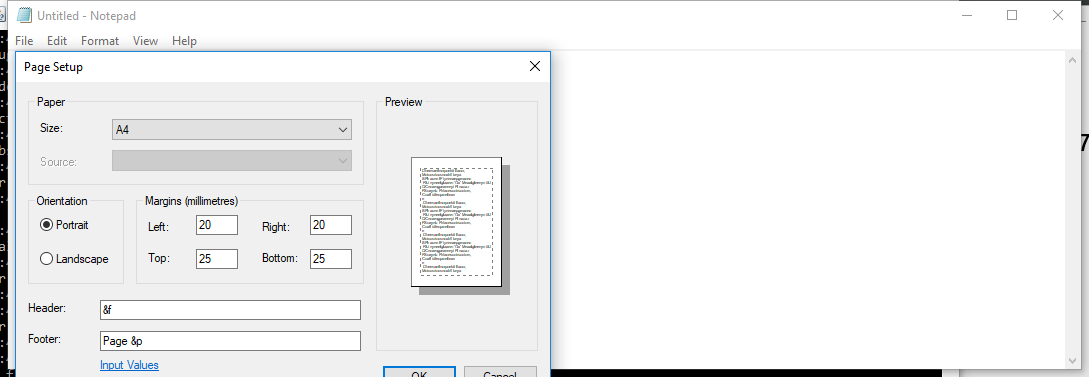 Untitled - Notepad
File Edit Format View Help
Page Setup
Paper
Size: A4
Source:
Orientation
Portrait
Landscape
Margins (millimetres)
Left: 20 Right: 20
Top: 25 Bottom: 25
Preview
Header: &f
Footer: Page &p
Input Values
OK Cancel
7